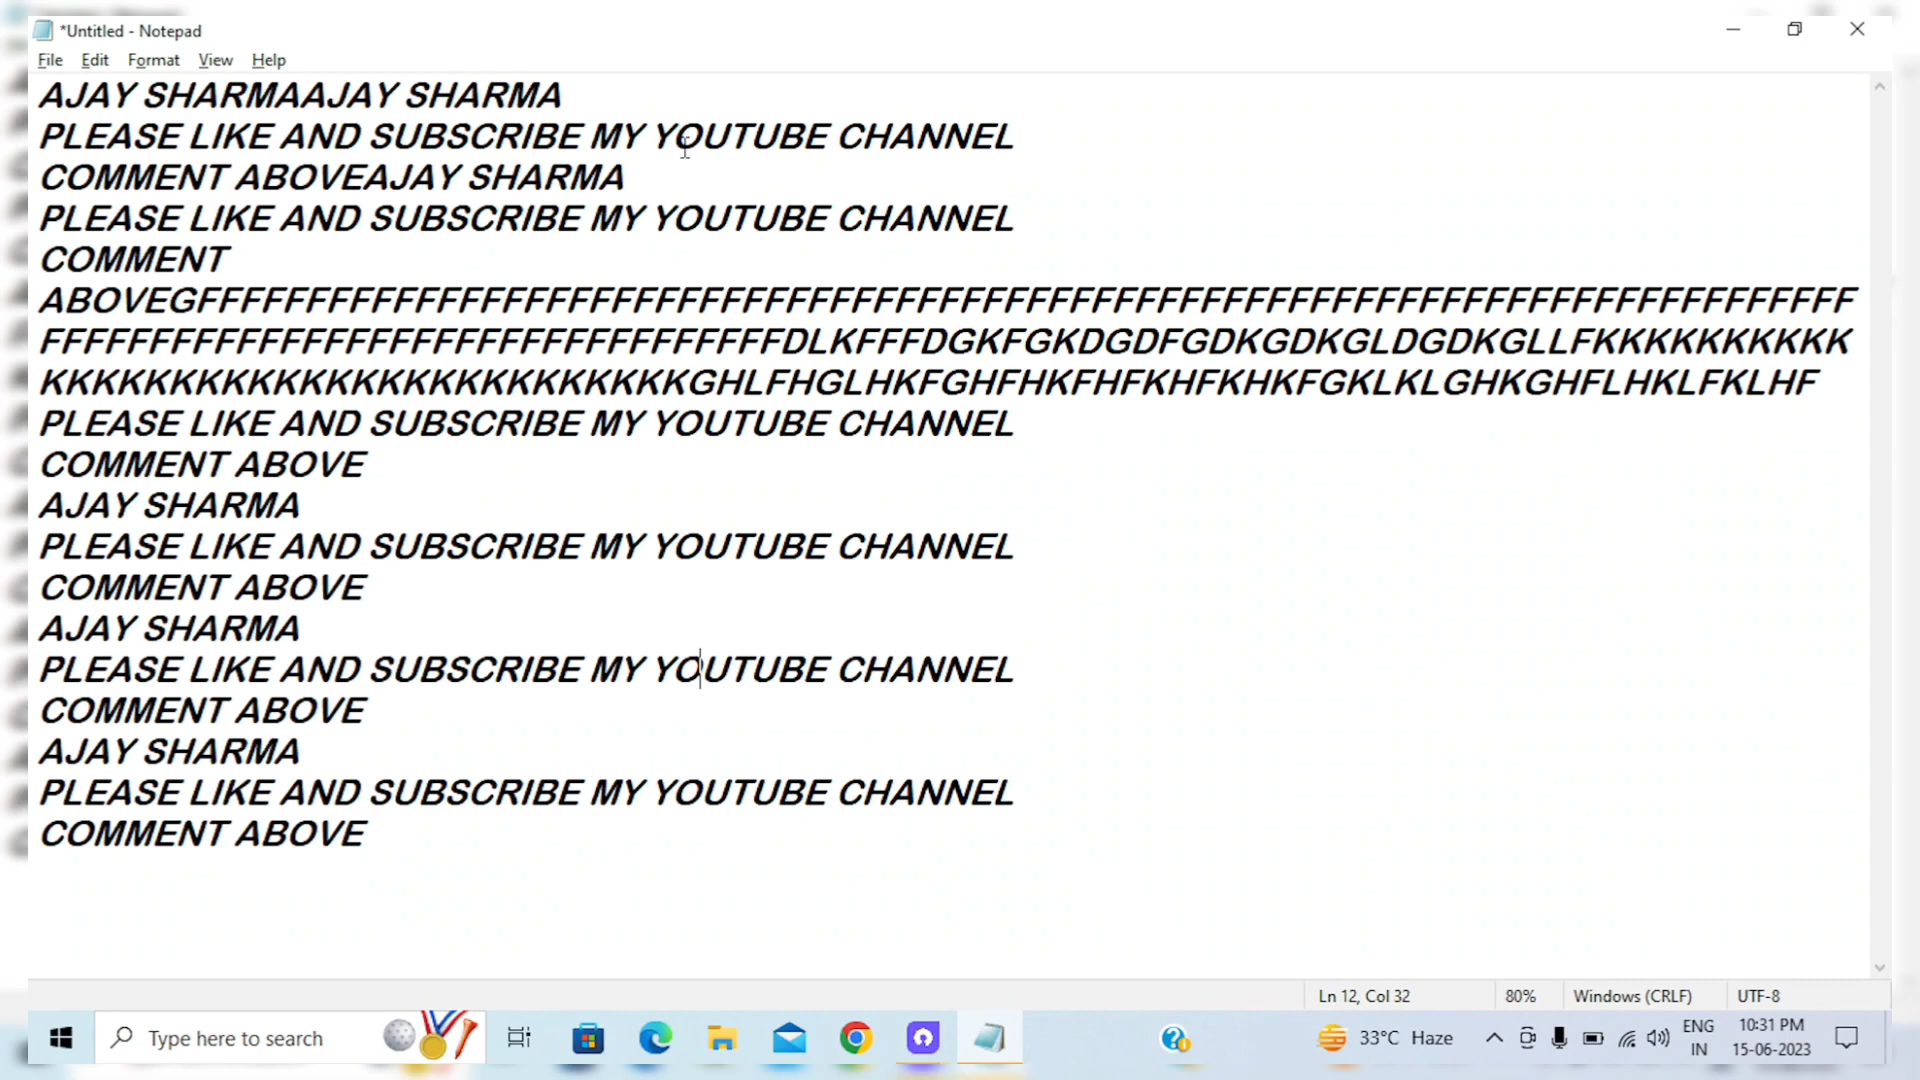 *Untitled - Notepad
File Edit Format View Help
AJAY SHARMAAJAY SHARMA
PLEASE LIKE AND SUBSCRIBE MY YOUTUBE CHANNEL
COMMENT ABOVEAJAY SHARMA
PLEASE LIKE AND SUBSCRIBE MY YOUTUBE CHANNEL
COMMENT
PLEASE LIKE AND SUBSCRIBE MY YOUTUBE CHANNEL
COMMENT ABOVE
AJAY SHARMA
PLEASE LIKE AND SUBSCRIBE MY YOUTUBE CHANNEL
COMMENT ABOVE
AJAY SHARMA
PLEASE LIKE AND SUBSCRIBE MY YOUTUBE CHANNEL
COMMENT ABOVE
AJAY SHARMA
PLEASE LIKE AND SUBSCRIBE MY YOUTUBE CHANNEL
COMMENT ABOVE
Ln 12, Col 32 80% Windows (CRLF) UTF-8
Type here to search 33°C Haze ENG IN 10:31 PM 15-06-2023